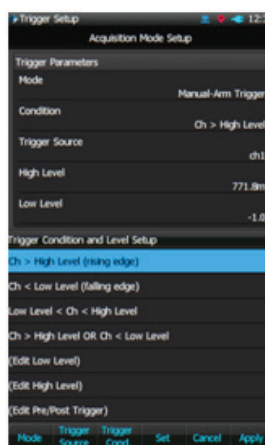 Trigger Setup 12:
Acquisition Mode Setup
Trigger Parameters
Mode
Manual-Arm Trigger
Condition
Ch > High Level
Trigger Source
ch1
High Level
771.8m
Low Level
-1.0
Trigger Condition and Level Setup
Ch > High Level (rising edge)
Ch < Low Level (falling edge)
Low Level < Ch < High Level
Ch > High Level OR Ch < Low Level
(Edit Low Level)
(Edit High Level)
(Edit Pre/Post Trigger)
Mode Trigger Source Trigger Cond. Set Cancel Apply